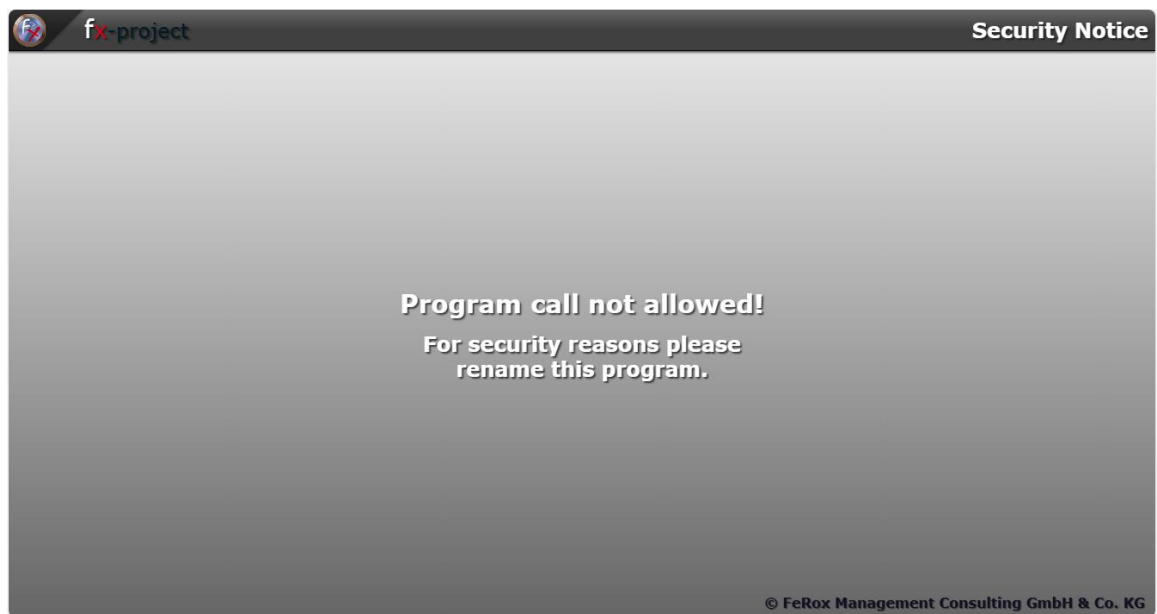 fx fx-project Security Notice
Program call not allowed!
For security reasons please
rename this program.
© FeRox Management Consulting GmbH & Co. KG